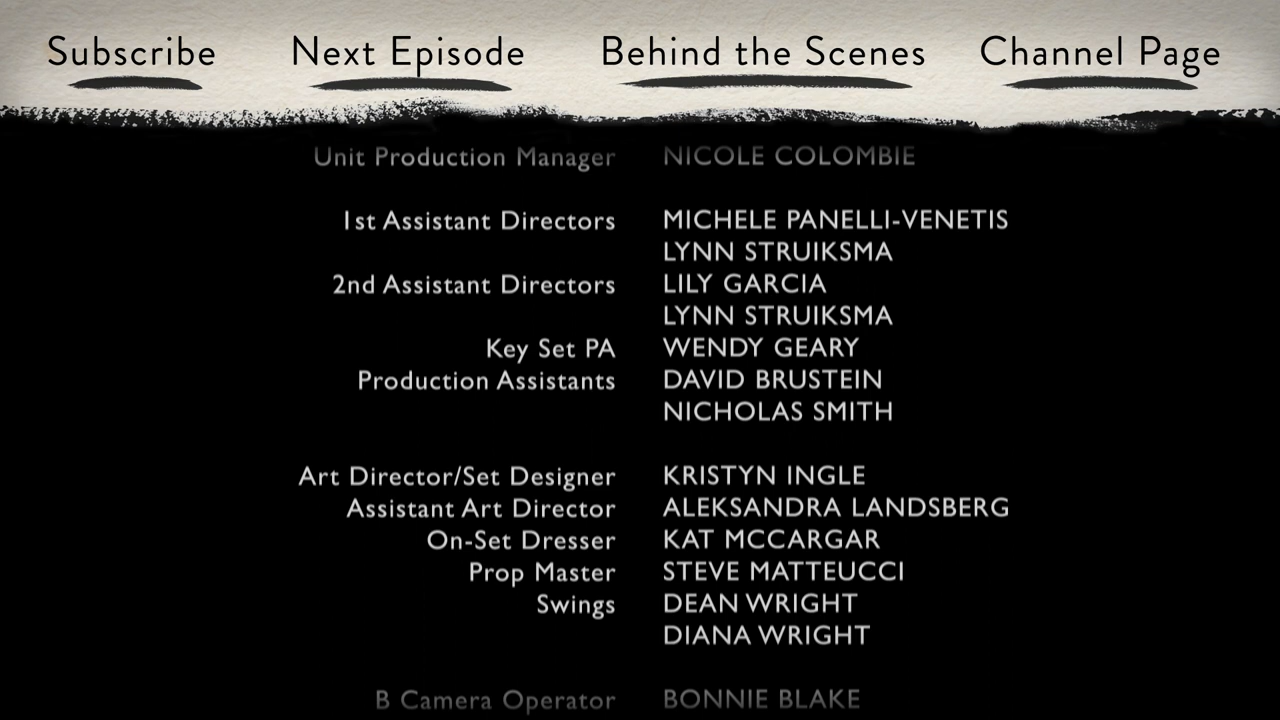 Subscribe Next Episode Behind the Scenes Channel Page
Unit Production Manager NICOLE COLOMBIE
1st Assistant Directors MICHELE PANELLI-VENETIS
LYNN STRUIKSMA
2nd Assistant Directors LILY GARCIA
LYNN STRUIKSMA
Key Set PA WENDY GEARY
Production Assistants DAVID BRUSTEIN
NICHOLAS SMITH
Art Director/Set Designer KRISTYN INGLE
Assistant Art Director ALEKSANDRA LANDSBERG
On-Set Dresser KAT MCCARGAR
Prop Master STEVE MATTEUCCI
Swings DEAN WRIGHT
DIANA WRIGHT
B Camera Operator BONNIE BLAKE